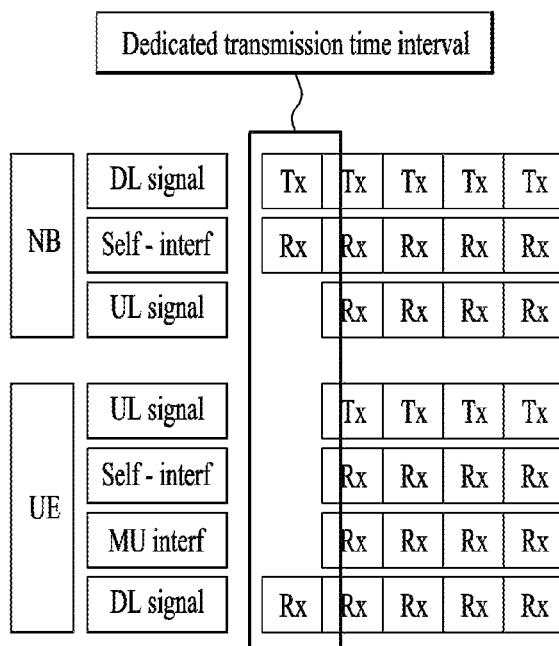 Dedicated transmission time interval
NB
DL signal Tx Tx Tx Tx Tx
Self - interf Rx Rx Rx Rx Rx
UL signal Rx Rx Rx Rx
UE
UL signal Tx Tx Tx Tx
Self - interf Rx Rx Rx Rx
MU interf Rx Rx Rx Rx
DL signal Rx Rx Rx Rx Rx